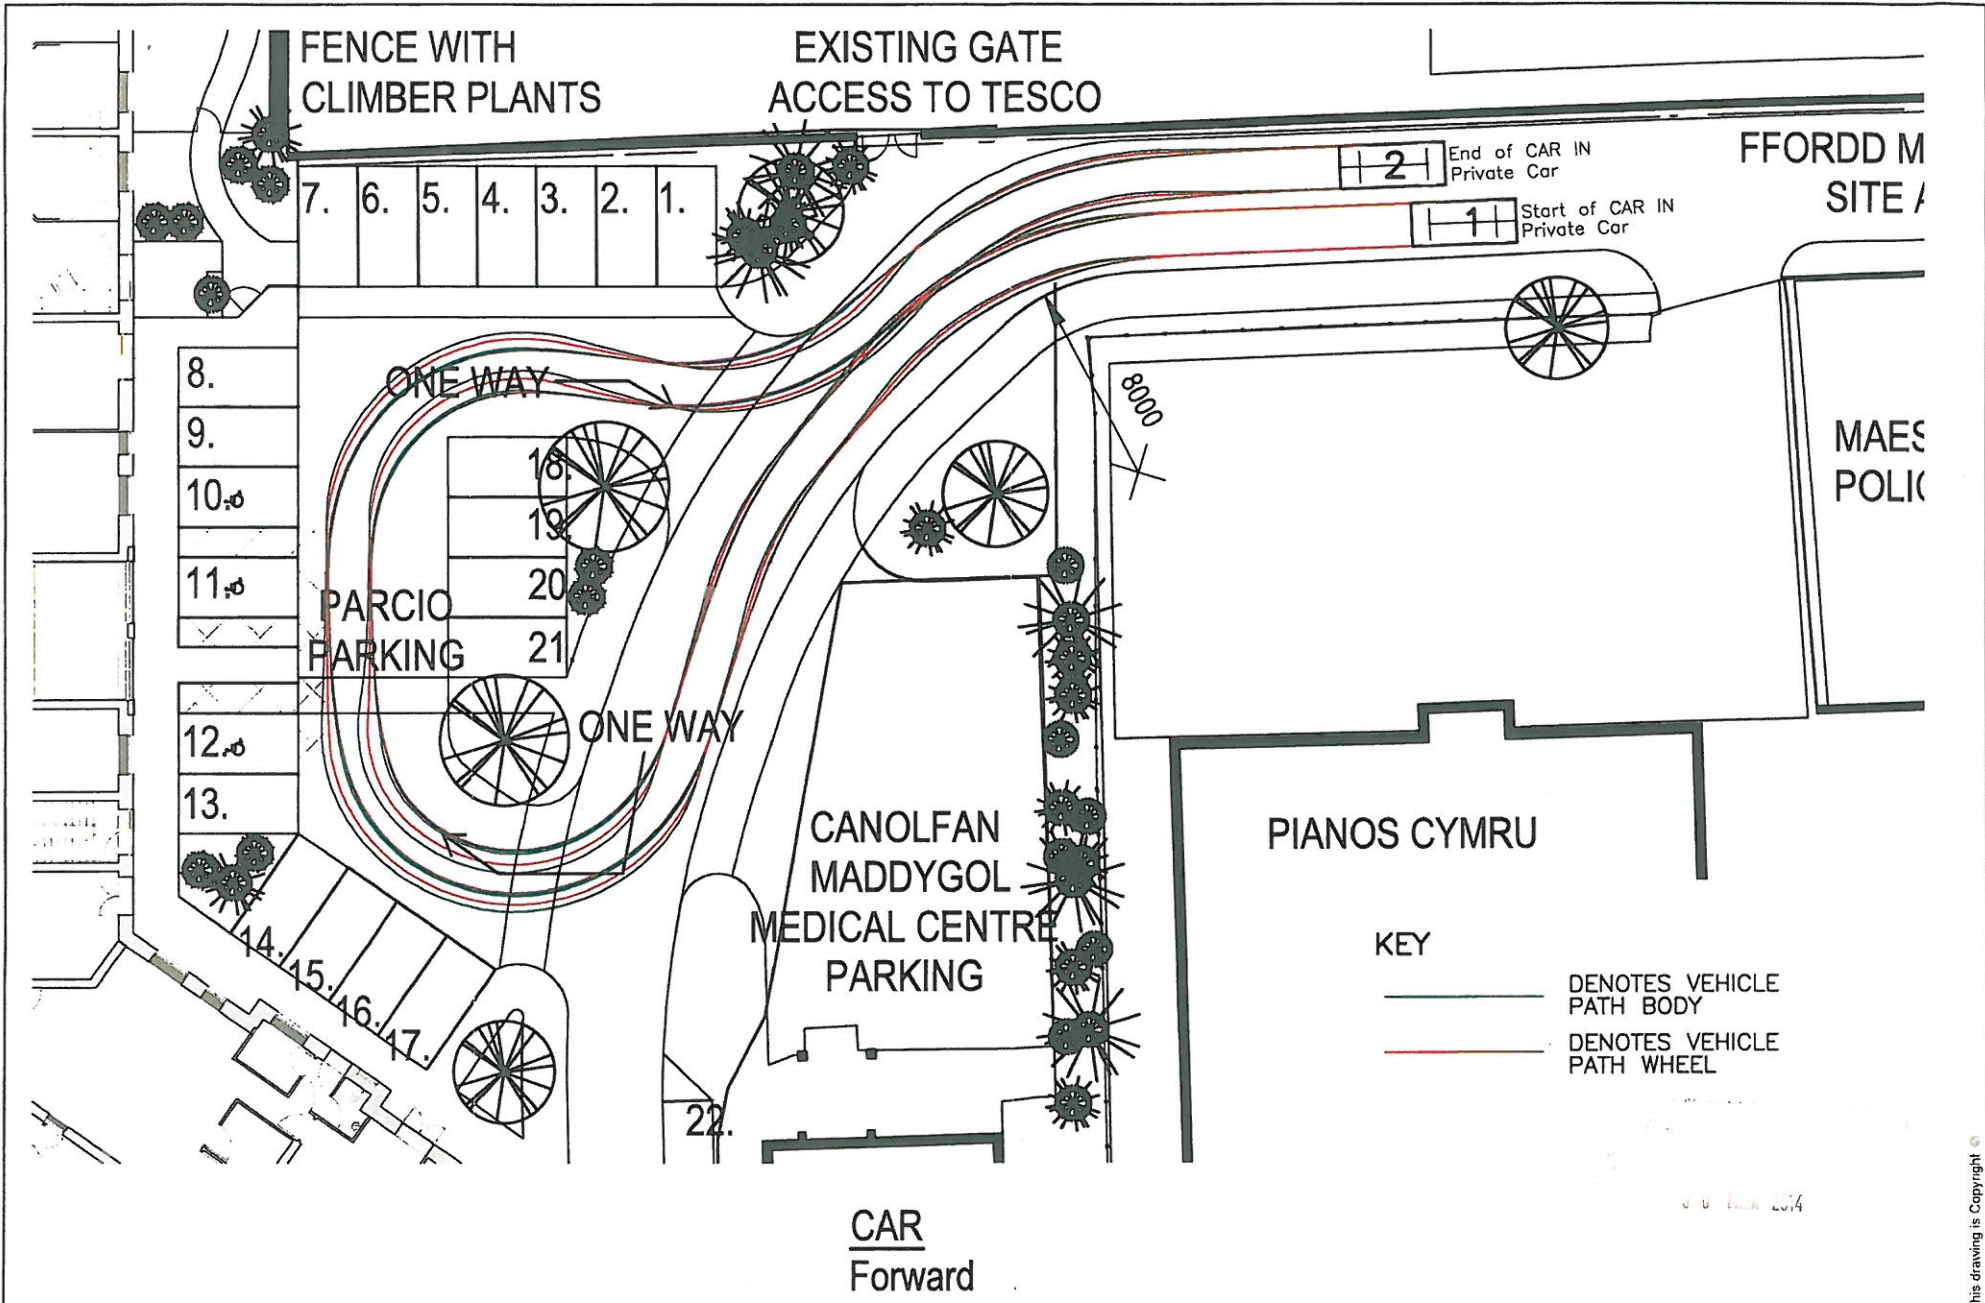 FENCE WITH
CLIMBER PLANTS
EXISTING GATE
ACCESS TO TESCO
FFORDD M
SITE A
2
End of CAR IN
Private Car
1
Start of CAR IN
Private Car
7. 6. 5. 4. 3. 2. 1.
8.
9.
10.
11.
12.
13.
14.
15.
16.
17.
18.
19.
20.
21.
22.
ONE WAY
8000
PARCIO
PARKING
ONE WAY
MAES
POLI
CANOLFAN
MADDYGOL
MEDICAL CENTRE
PARKING
PIANOS CYMRU
KEY
DENOTES VEHICLE
PATH BODY
DENOTES VEHICLE
PATH WHEEL
CAR
Forward
his drawing is Copyright ©